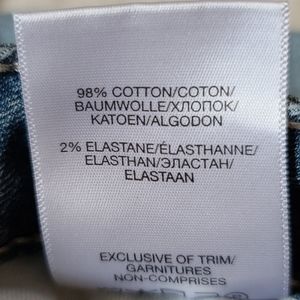 98% COTTON/COTON/
BAUMWOLLE/ХЛОПОК/
KATOEN/ALGODON
2% ELASTANE/ÉLASTHANNE/
ELASTHAN/ЭЛАСТАН/
ELASTAAN
EXCLUSIVE OF TRIM/
GARNITURES
NON-COMPRISES